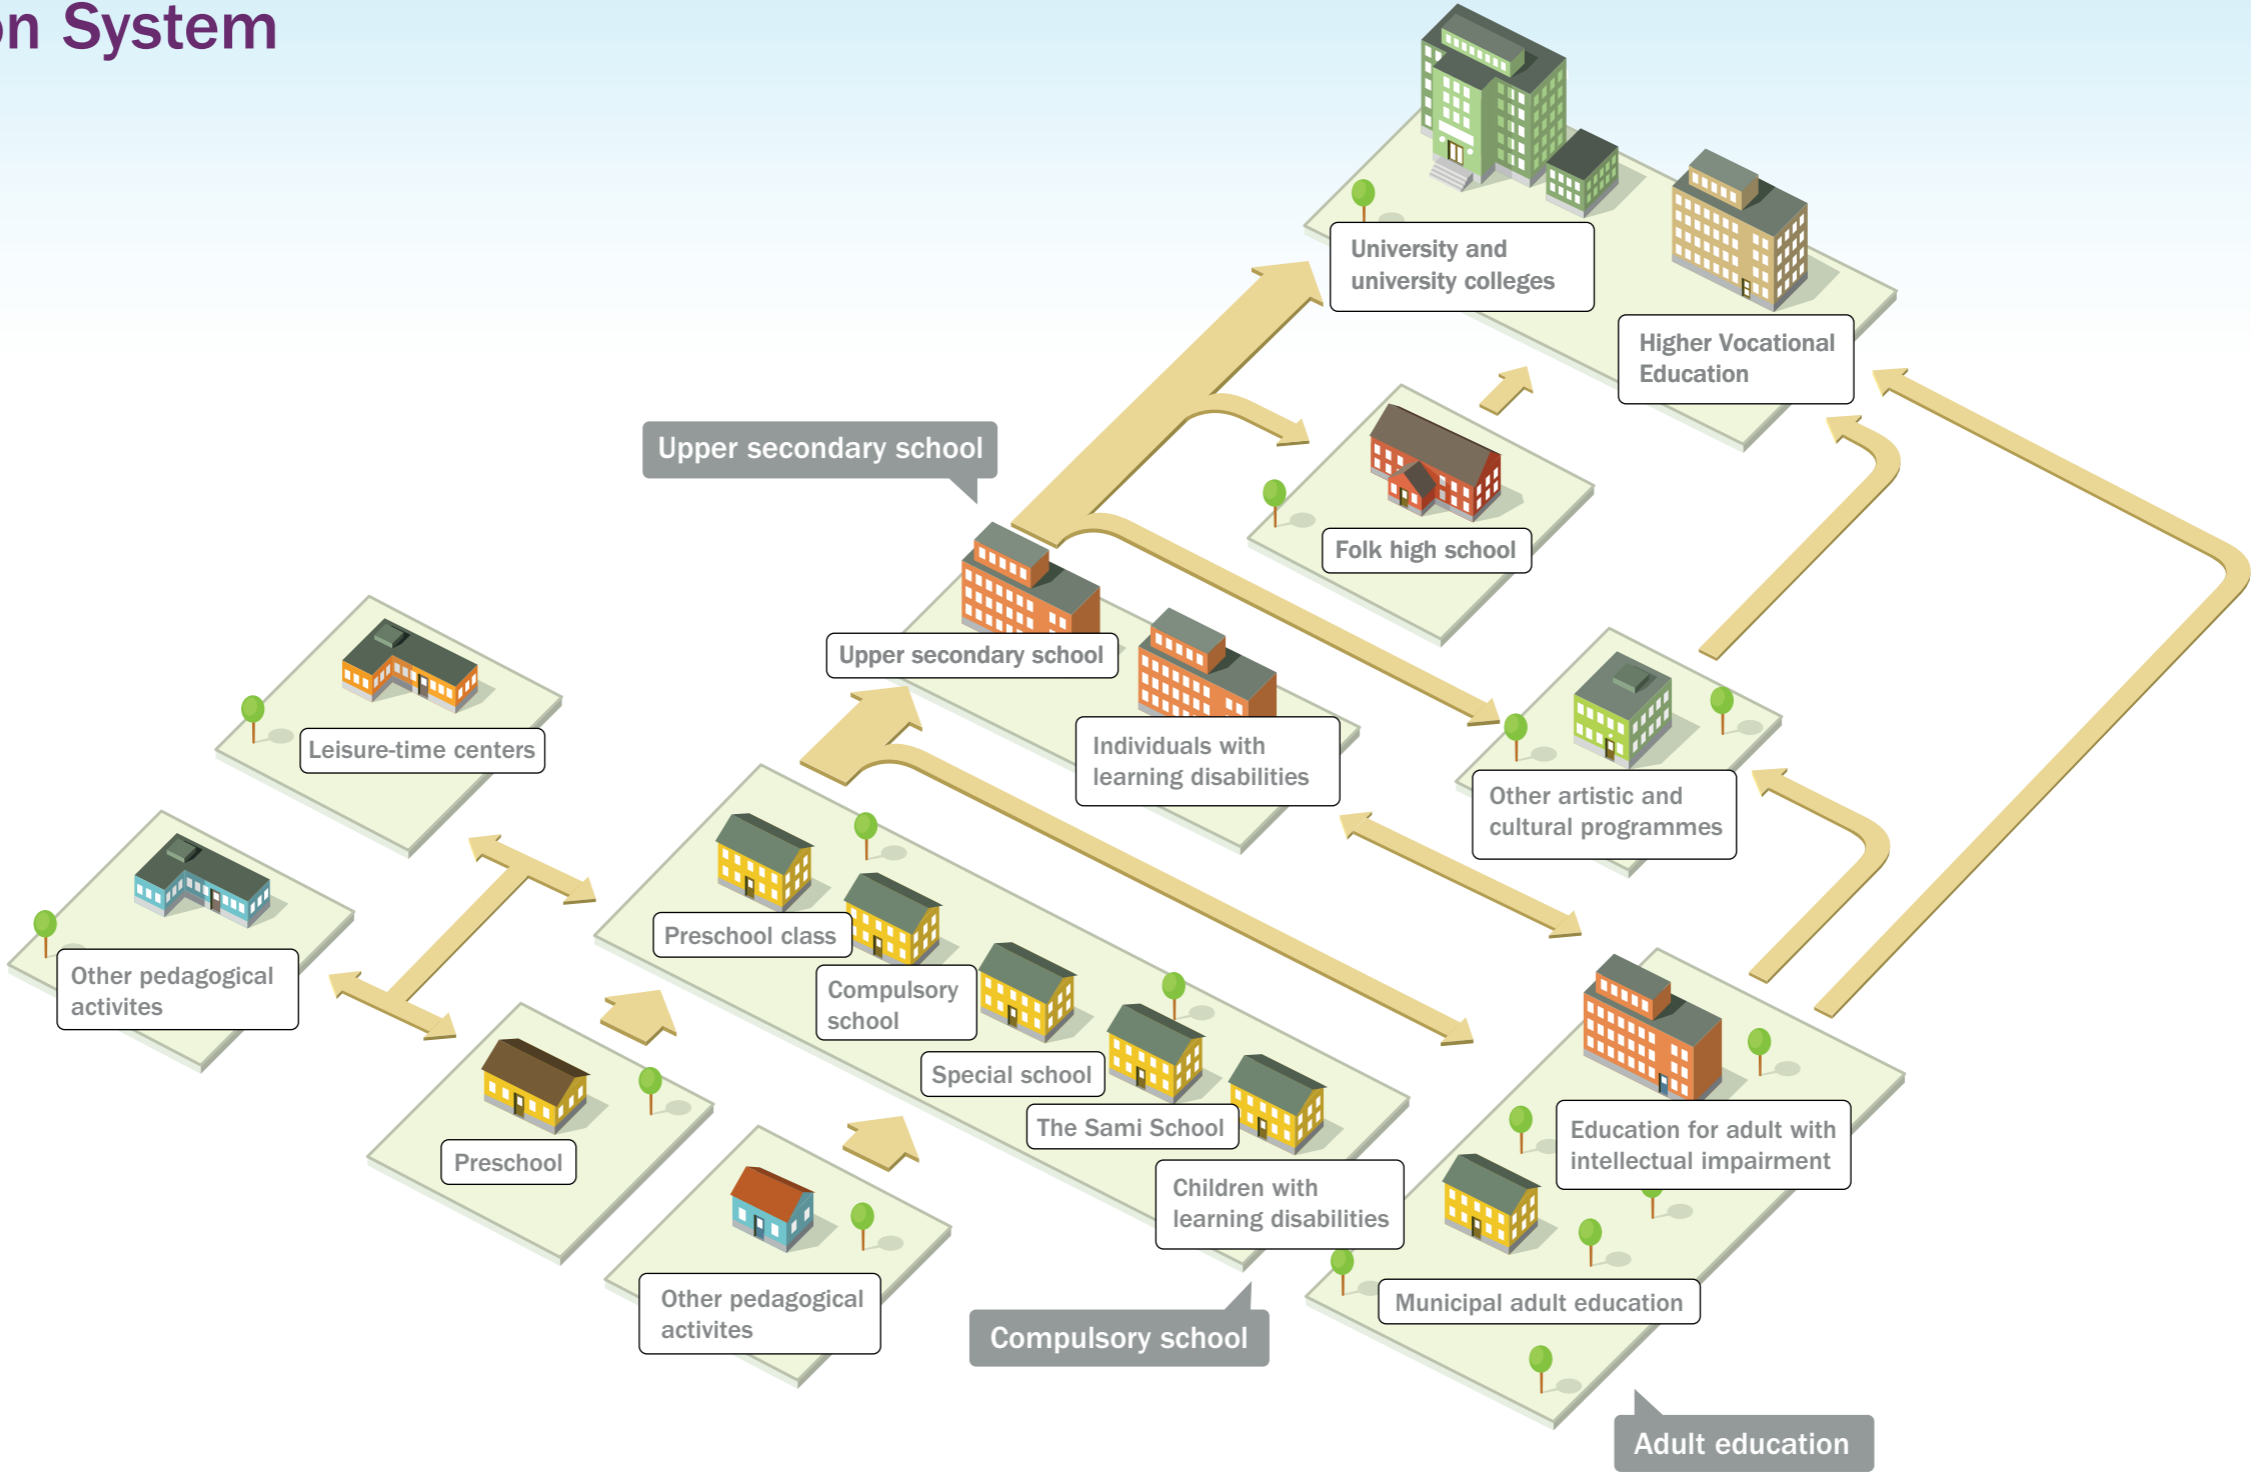 on System
University and
university colleges
Higher Vocational
Education
Upper secondary school
Folk high school
Upper secondary school
Individuals with
learning disabilities
Leisure-time centers
Other artistic and
cultural programmes
Other pedagogical
activites
Preschool class
Compulsory
school
Special school
The Sami School
Children with
learning disabilities
Preschool
Other pedagogical
activites
Education for adult with
intellectual impairment
Municipal adult education
Compulsory school
Adult education